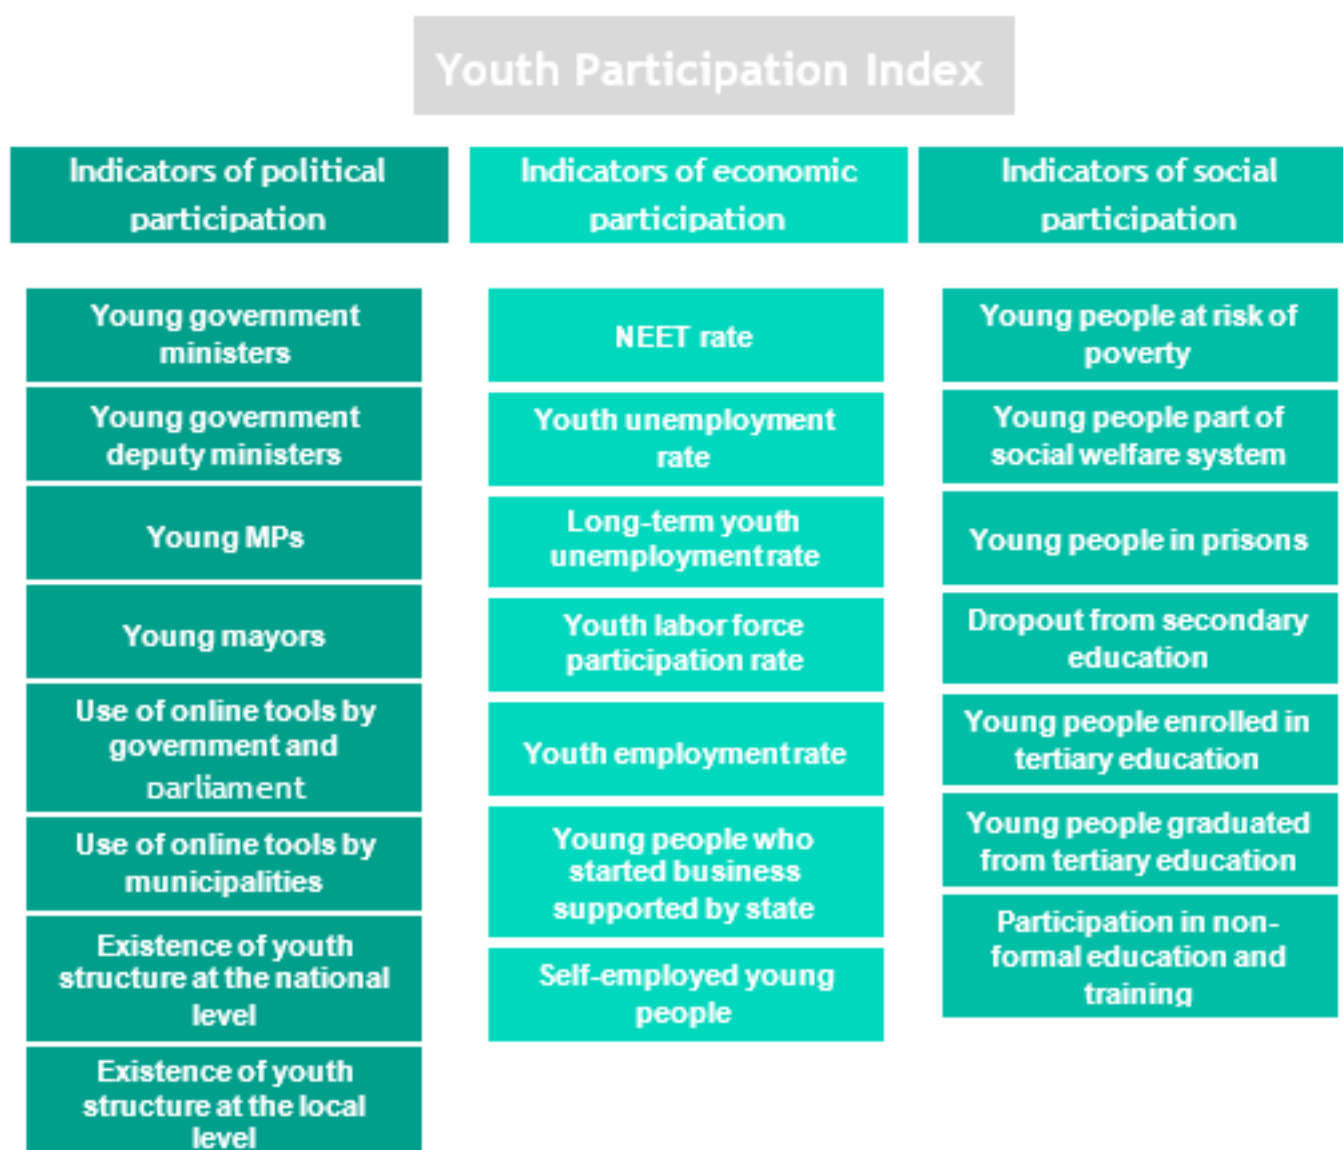 Youth Participation Index
Indicators of political
participation
Young government
ministers
Young government
deputy ministers
Young MPs
Young mayors
Use of online tools by
government and
parliament
Use of online tools by
municipalities
Existence of youth
structure at the national
level
Existence of youth
structure at the local
level
Indicators of economic
participation
NEET rate
Youth unemployment
rate
Long-term youth
unemployment rate
Youth labor force
participation rate
Youth employment rate
Young people who
started business
supported by state
Self-employed young
people
Indicators of social
participation
Young people at risk of
poverty
Young people part of
social welfare system
Young people in prisons
Dropout from secondary
education
Young people enrolled in
tertiary education
Young people graduated
from tertiary education
Participation in non-
formal education and
training